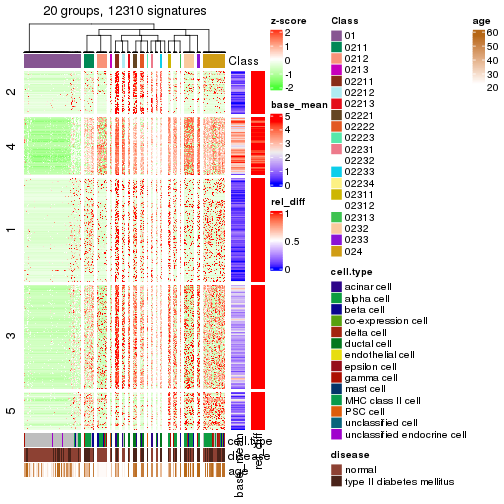 20 groups, 12310 signatures
Class
2
4
1
3
5
cell.type
disease
age
base_mean
rel_diff
z-score
2
1
0
-1
-2
base_mean
5
4
3
2
1
0
rel_diff
1
0.5
0
Class
01
0211
0212
0213
02211
02212
02213
02221
02222
02223
02231
02232
02233
02234
02311
02312
02313
0232
0233
024
cell.type
acinar cell
alpha cell
beta cell
co-expression cell
delta cell
ductal cell
endothelial cell
epsilon cell
gamma cell
mast cell
MHC class II cell
PSC cell
unclassified cell
unclassified endocrine cell
disease
normal
type II diabetes mellitus
age
60
50
40
30
20